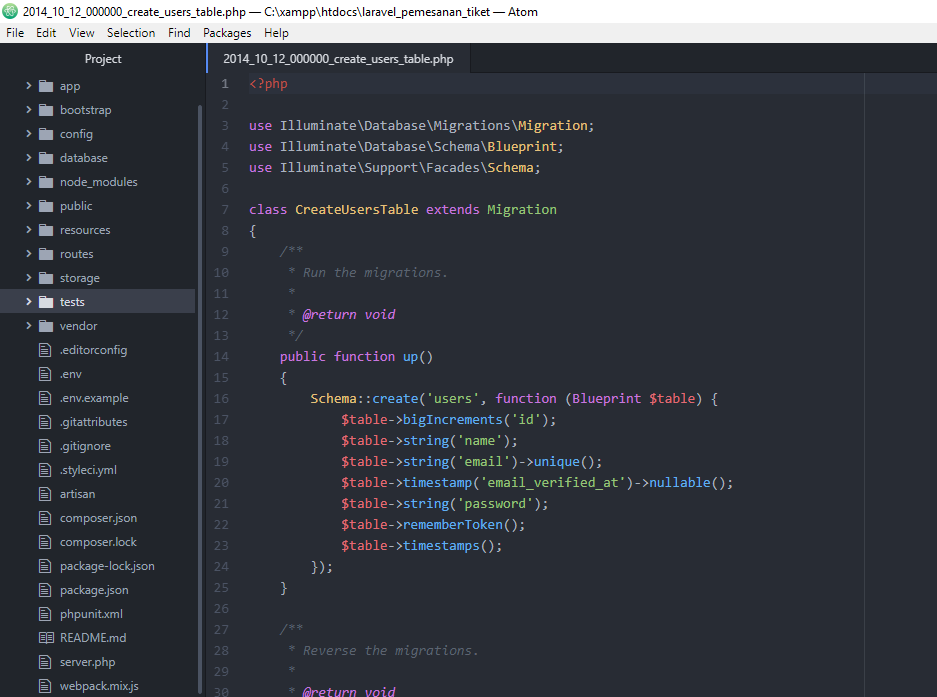 2014_10_12_000000_create_users_table.php — C:\xampp\htdocs\laravel_pemesanan_tiket — Atom
File Edit View Selection Find Packages Help
Project
app
bootstrap
config
database
node_modules
public
resources
routes
storage
tests
vendor
.editorconfig
.env
.env.example
.gitattributes
.gitignore
.styleci.yml
artisan
composer.json
composer.lock
package-lock.json
package.json
phpunit.xml
README.md
server.php
webpack.mix.js
2014_10_12_000000_create_users_table.php
1 <?php
2
3 use Illuminate\Database\Migrations\Migration;
4 use Illuminate\Database\Schema\Blueprint;
5 use Illuminate\Support\Facades\Schema;
6
7 class CreateUsersTable extends Migration
8 {
9     /**
10      * Run the migrations.
11      *
12      * @return void
13      */
14     public function up()
15     {
16         Schema::create('users', function (Blueprint $table) {
17             $table->bigIncrements('id');
18             $table->string('name');
19             $table->string('email')->unique();
20             $table->timestamp('email_verified_at')->nullable();
21             $table->string('password');
22             $table->rememberToken();
23             $table->timestamps();
24         });
25     }
26
27     /**
28      * Reverse the migrations.
29      *
30      * @return void